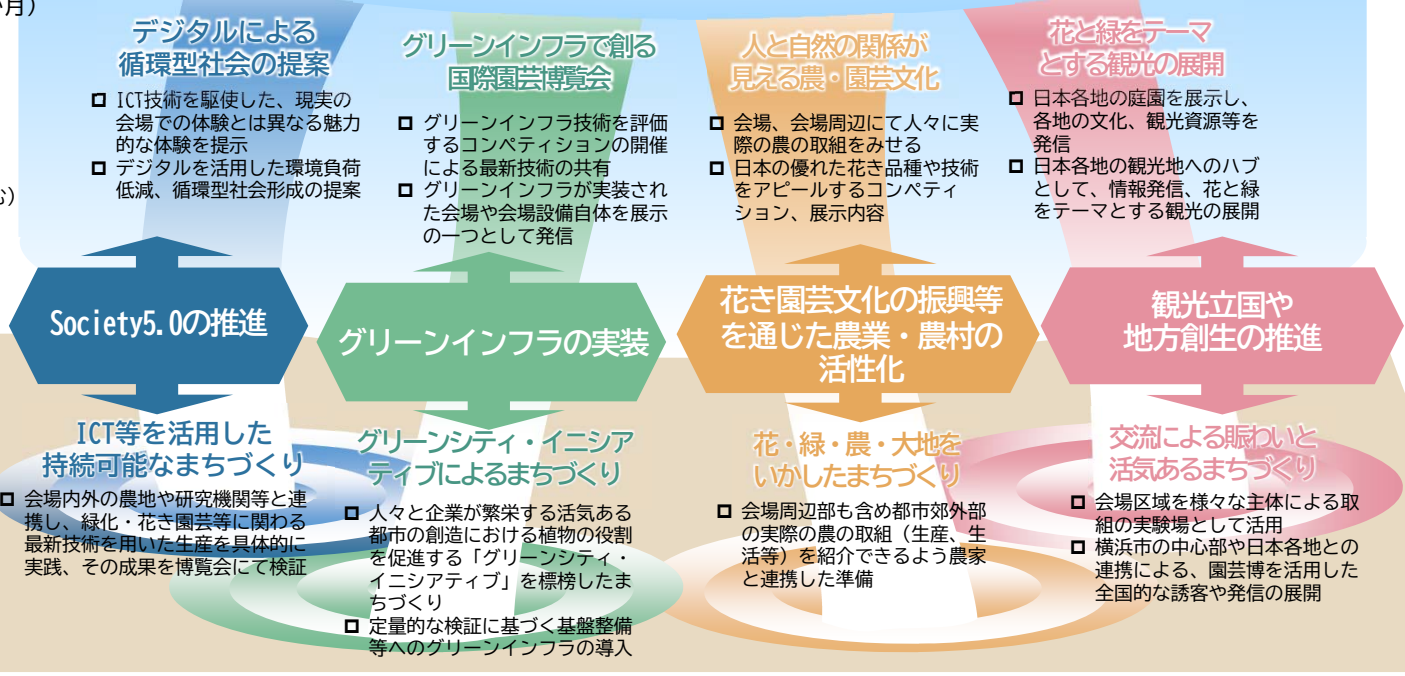 か月）
デジタルによる
循環型社会の提案
ICT技術を駆使した、現実の
会場での体験とは異なる魅力
的な体験を提示
デジタルを活用した環境負荷
低減、循環型社会形成の提案
グリーンインフラで創る
国際園芸博覧会
グリーンインフラ技術を評価
するコンペティションの開催
による最新技術の共有
グリーンインフラが実装され
た会場や会場設備自体を展示
の一つとして発信
人と自然の関係が
見える農・園芸文化
会場、会場周辺にて人々に実
際の農の取組をみせる
日本の優れた花き品種や技術
をアピールするコンペティ
ション、展示内容
花と緑をテーマ
とする観光の展開
日本各地の庭園を展示し、
各地の文化、観光資源等を
発信
日本各地の観光地へのハブ
として、情報発信、花と緑
をテーマとする観光の展開
む）
Society5.0の推進
グリーンインフラの実装
花き園芸文化の振興等
を通じた農業・農村の
活性化
観光立国や
地方創生の推進
ICT等を活用した
持続可能なまちづくり
会場内外の農地や研究機関等と連
携し、緑化・花き園芸等に関わる
最新技術を用いた生産を具体的に
実践、その成果を博覧会にて検証
グリーンシティ・イニシア
ティブによるまちづくり
人々と企業が繁栄する活気ある
都市の創造における植物の役割
を促進する「グリーンシティ・
イニシアティブ」を標榜したま
ちづくり
定量的な検証に基づく基盤整備
等へのグリーンインフラの導入
花・緑・農・大地を
いかしたまちづくり
会場周辺部も含め都市郊外部
の実際の農の取組（生産、生
活等）を紹介できるよう農家
と連携した準備
交流による賑わいと
活気あるまちづくり
会場区域を様々な主体による取
組の実験場として活用
横浜市の中心部や日本各地との
連携による、園芸博を活用した
全国的な誘客や発信の展開